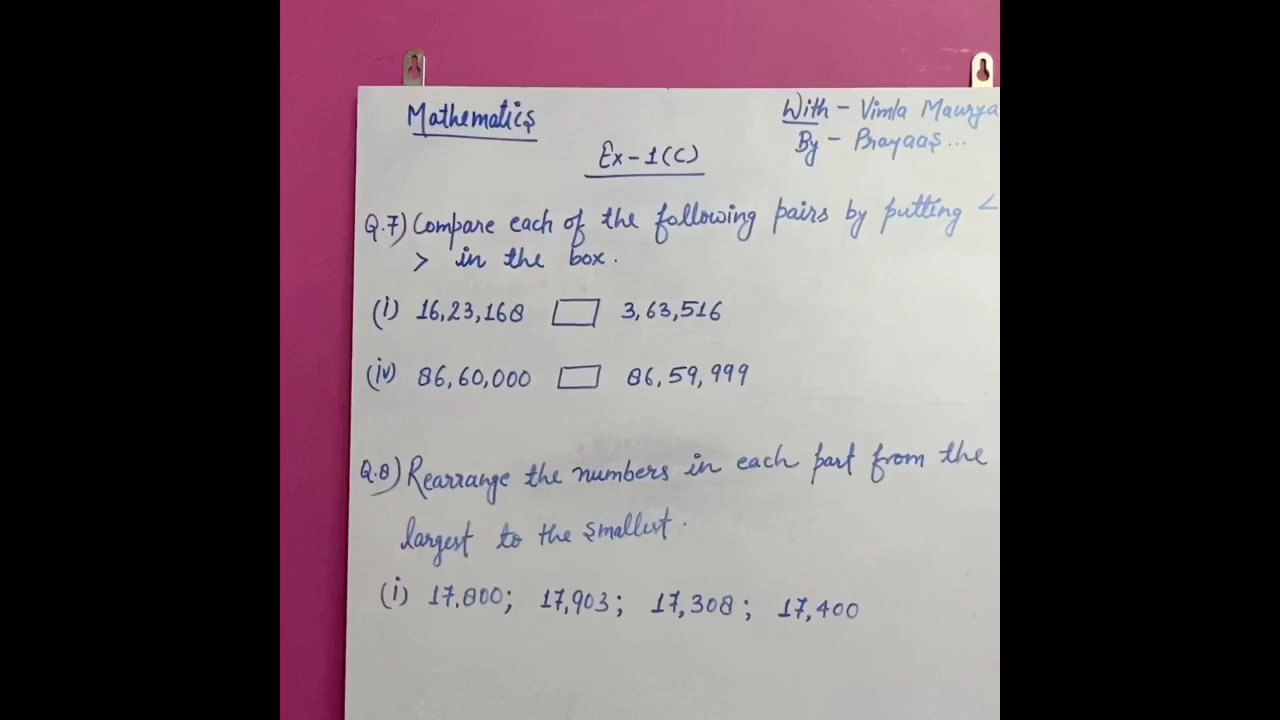 Mathematics
With - Vimla Maurya
By - Prayaas...
Ex-1(C)
Q.7) Compare each of the following pairs by putting <
> in the box.
(i) 16,23,168 3,63,516
(iv) 86,60,000 86,59,999
Q.8) Rearrange the numbers in each part from the
largest to the smallest.
(i) 17,800; 17,903; 17,308; 17,400